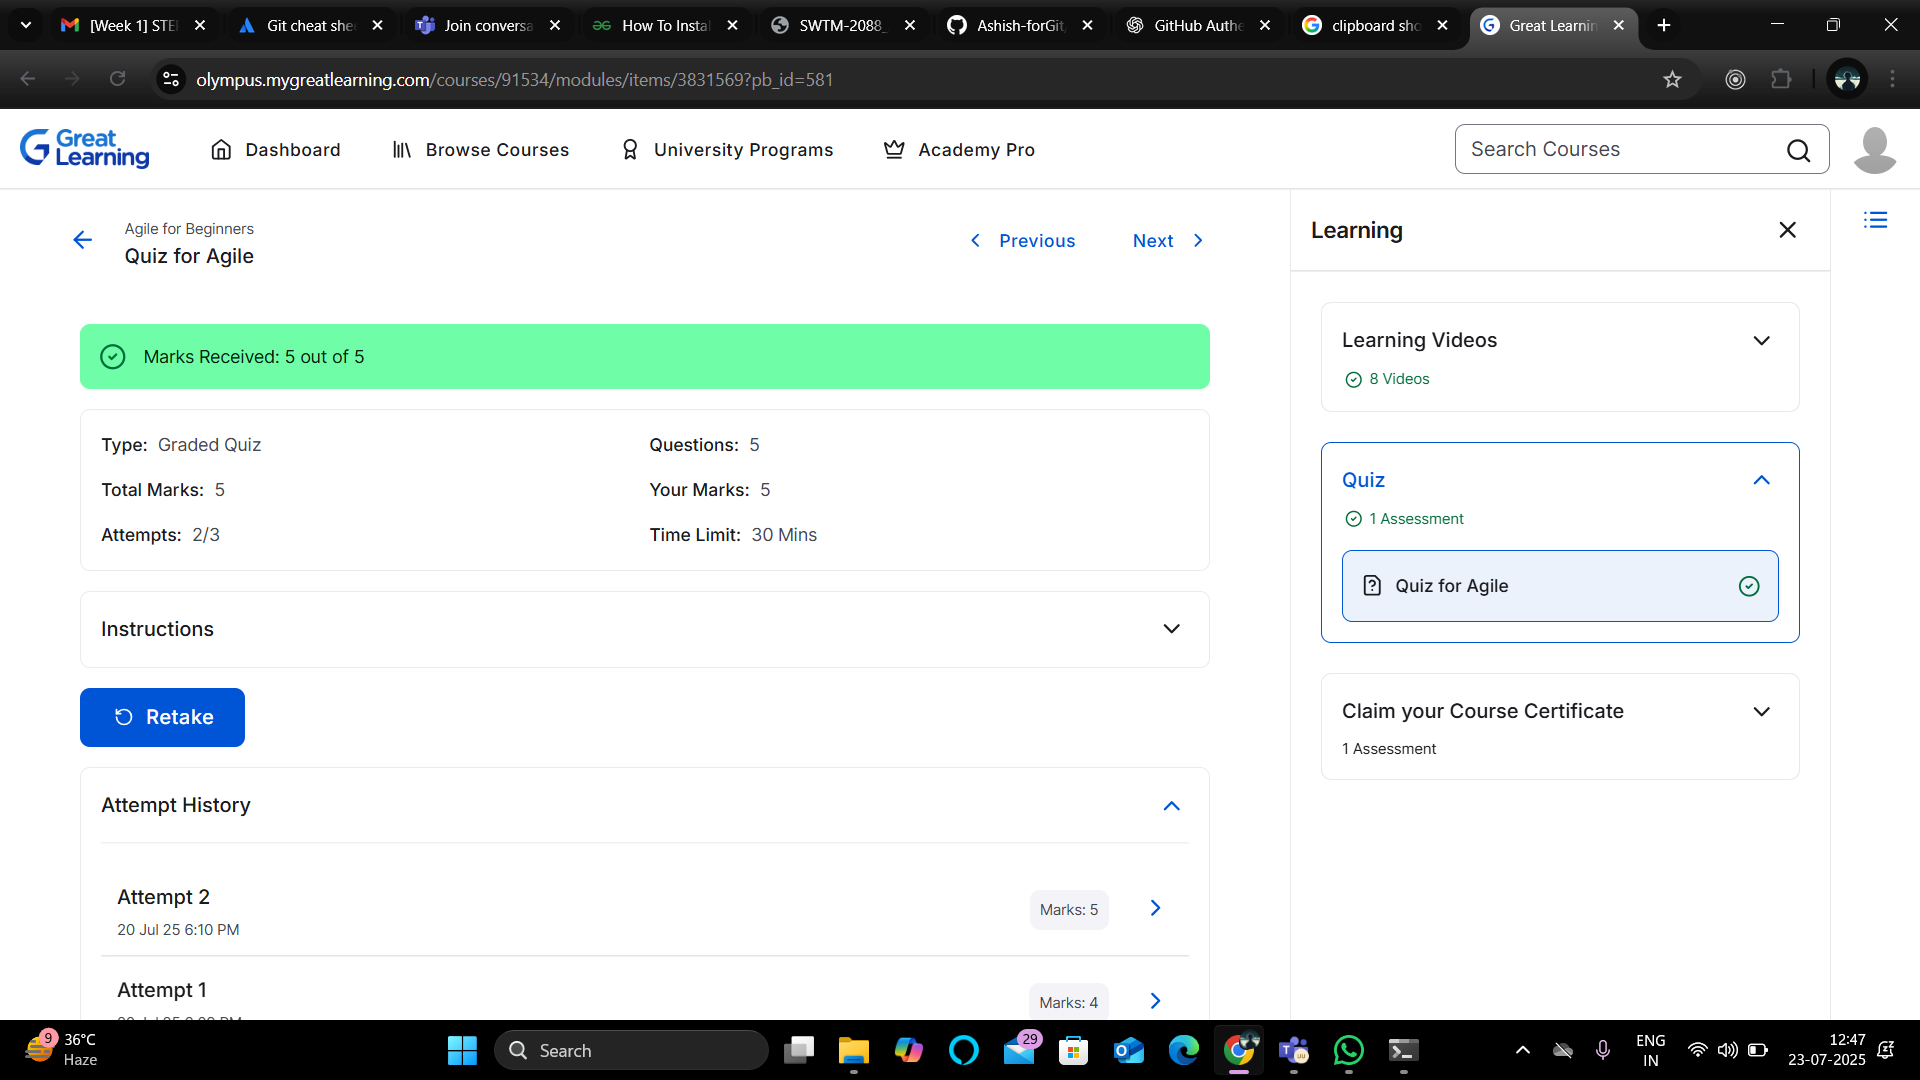 [Week 1] STE
Git cheat she
Join conversa
How To Insta
SWTM-2088_
Ashish-forGit
GitHub Authe
clipboard sho
Great Learnin
olympus.mygreatlearning.com/courses/91534/modules/items/3831569?pb_id=581
Great Learning
Dashboard
Browse Courses
University Programs
Academy Pro
Search Courses
Agile for Beginners
Quiz for Agile
Previous
Next
Marks Received: 5 out of 5
Type: Graded Quiz
Questions: 5
Total Marks: 5
Your Marks: 5
Attempts: 2/3
Time Limit: 30 Mins
Instructions
Retake
Attempt History
Attempt 2
20 Jul 25 6:10 PM
Marks: 5
Attempt 1
Marks: 4
Learning
Learning Videos
8 Videos
Quiz
1 Assessment
Quiz for Agile
Claim your Course Certificate
1 Assessment
9
36°C
Haze
Search
29
ENG
IN
12:47
23-07-2025